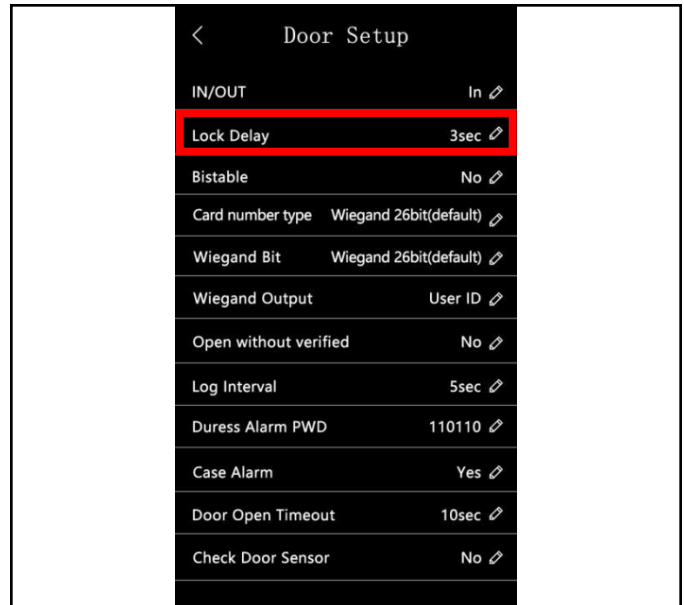 Door Setup
IN/OUT In
Lock Delay 3sec
Bistable No
Card number type Wiegand 26bit(default)
Wiegand Bit Wiegand 26bit(default)
Wiegand Output User ID
Open without verified No
Log Interval 5sec
Duress Alarm PWD 110110
Case Alarm Yes
Door Open Timeout 10sec
Check Door Sensor No